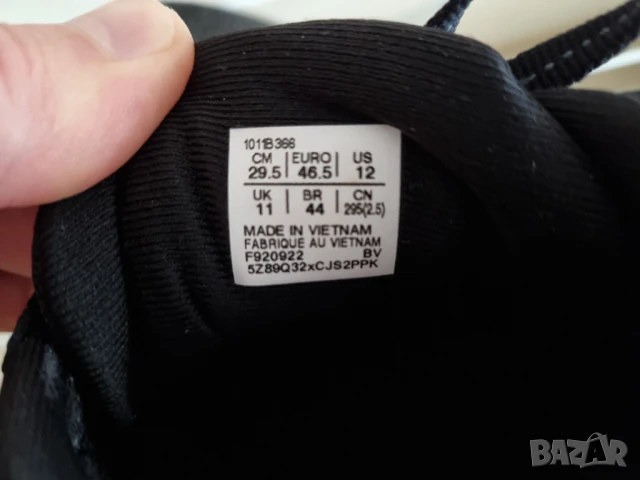 1011B366
CM | EURO | US
29.5 | 46.5 | 12
UK | BR | CN
11 | 44 | 295(2.5)
MADE IN VIETNAM
FABRIQUE AU VIETNAM
F920922 BV
5Z89Q32xCJS2PPK
BAZAR